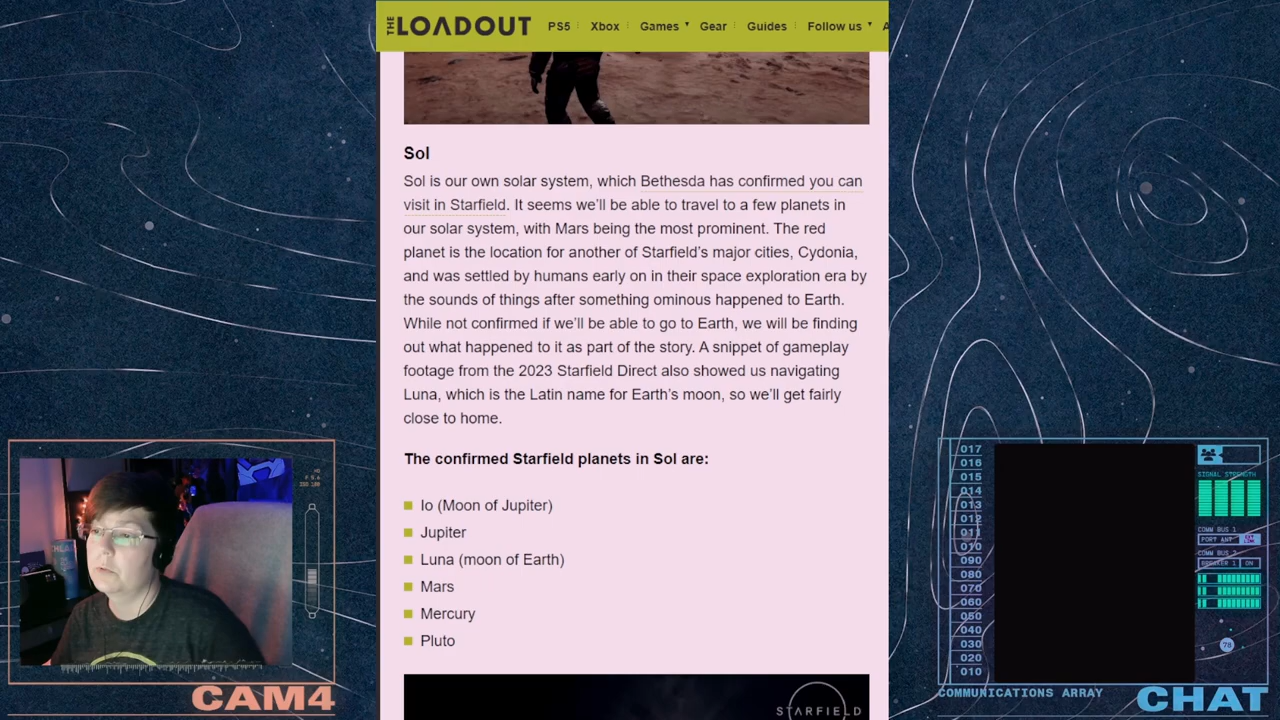 THE LOADOUT
PS5 Xbox Games Gear Guides Follow us A
Sol
Sol is our own solar system, which Bethesda has confirmed you can
visit in Starfield. It seems we'll be able to travel to a few planets in
our solar system, with Mars being the most prominent. The red
planet is the location for another of Starfield's major cities, Cydonia,
and was settled by humans early on in their space exploration era by
the sounds of things after something ominous happened to Earth.
While not confirmed if we'll be able to go to Earth, we will be finding
out what happened to it as part of the story. A snippet of gameplay
footage from the 2023 Starfield Direct also showed us navigating
Luna, which is the Latin name for Earth's moon, so we'll get fairly
close to home.
The confirmed Starfield planets in Sol are:
Io (Moon of Jupiter)
Jupiter
Luna (moon of Earth)
Mars
Mercury
Pluto
STARFIELD
CAM4
017
016
015
014
013
012
011
010
090
080
070
060
050
040
030
020
010
SIGNAL STRENGTH
COMM BUS 1
PORT ANT
BREAKER 1 ON
78
COMMUNICATIONS ARRAY
CHAT